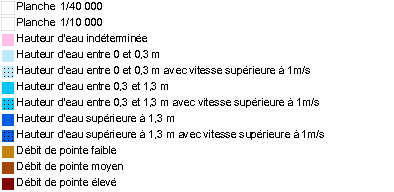 Planche 1/40 000
Planche 1/10 000
Hauteur d'eau indéterminée
Hauteur d'eau entre 0 et 0,3 m
Hauteur d'eau entre 0 et 0,3 m avec vitesse supérieure à 1m/s
Hauteur d'eau entre 0,3 et 1,3 m
Hauteur d'eau entre 0,3 et 1,3 m avec vitesse supérieure à 1m/s
Hauteur d'eau supérieure à 1,3 m
Hauteur d'eau supérieure à 1,3 m avec vitesse supérieure à 1m/s
Débit de pointe faible
Débit de pointe moyen
Débit de pointe élevé